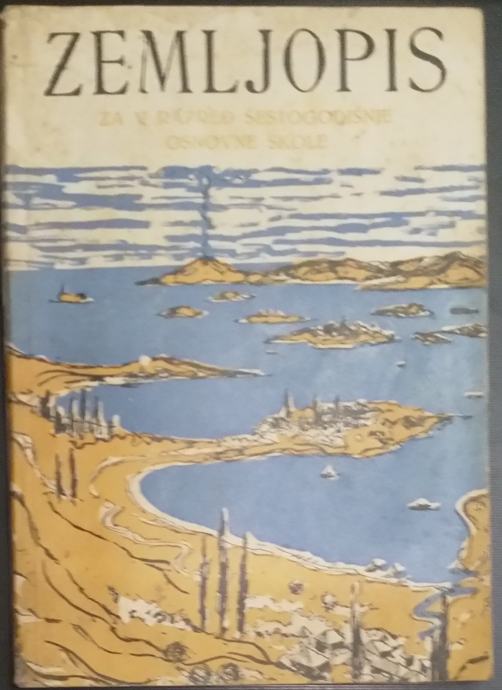 ZEMLJOPIS
ZA V RAZRED ŠESTOGODIŠNJE
OSNOVNE ŠKOLE